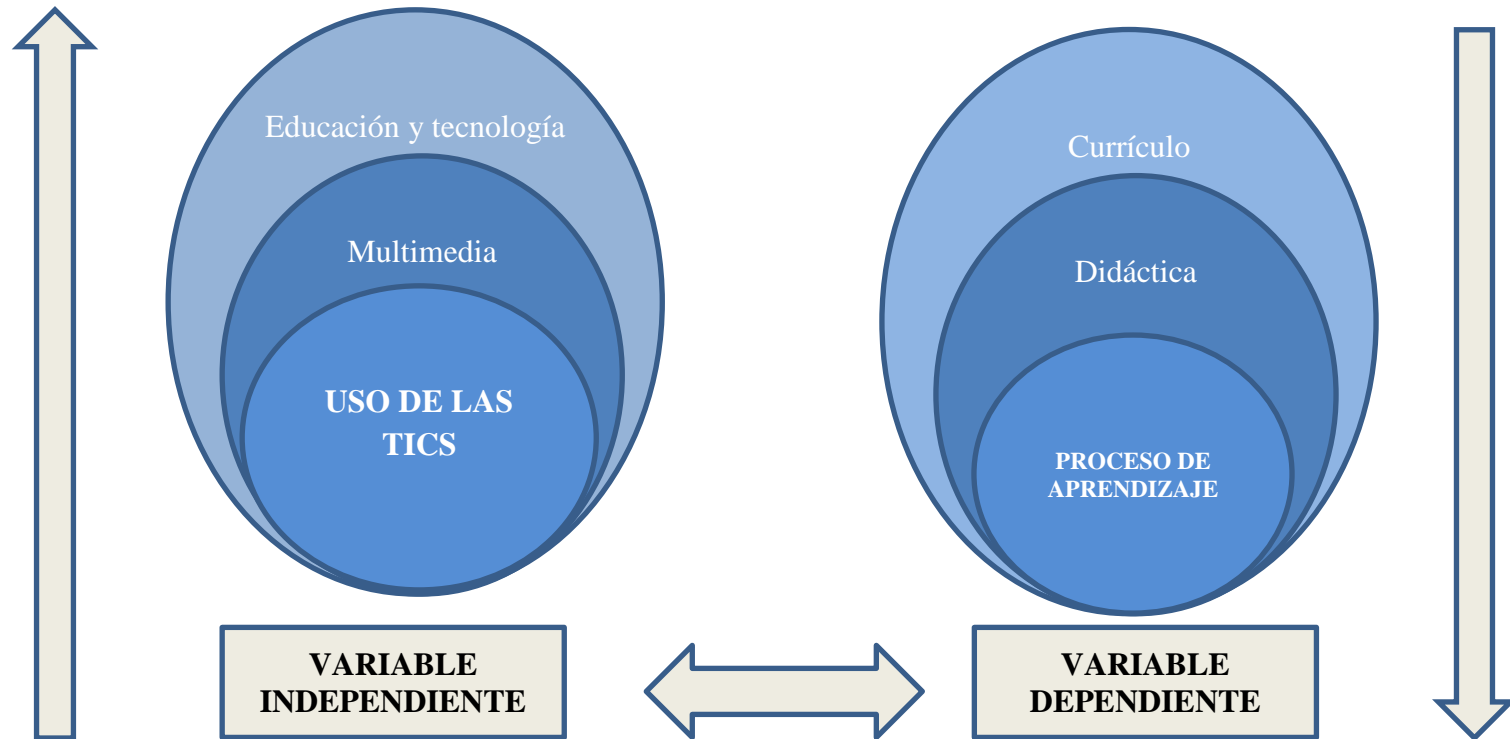 Educación y tecnología
Multimedia
USO DE LAS
TICS
VARIABLE
INDEPENDIENTE
Currículo
Didáctica
PROCESO DE
APRENDIZAJE
VARIABLE
DEPENDIENTE